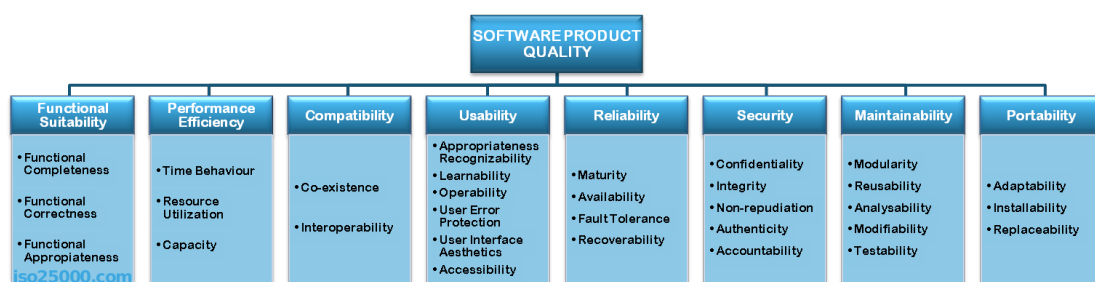 SOFTWARE PRODUCT
QUALITY
Functional
Suitability
• Functional
Completeness
• Functional
Correctness
• Functional
Appropiateness
Performance
Efficiency
• Time Behaviour
• Resource
Utilization
• Capacity
Compatibility
• Co-existence
• Interoperability
Usability
• Appropriateness
Recognizability
• Learnability
• Operability
• User Error
Protection
• User Interface
Aesthetics
• Accessibility
Reliability
• Maturity
• Availability
• Fault Tolerance
• Recoverability
Security
• Confidentiality
• Integrity
• Non-repudiation
• Authenticity
• Accountability
Maintainability
• Modularity
• Reusability
• Analysability
• Modifiability
• Testability
Portability
• Adaptability
• Installability
• Replaceability
iso25000.com